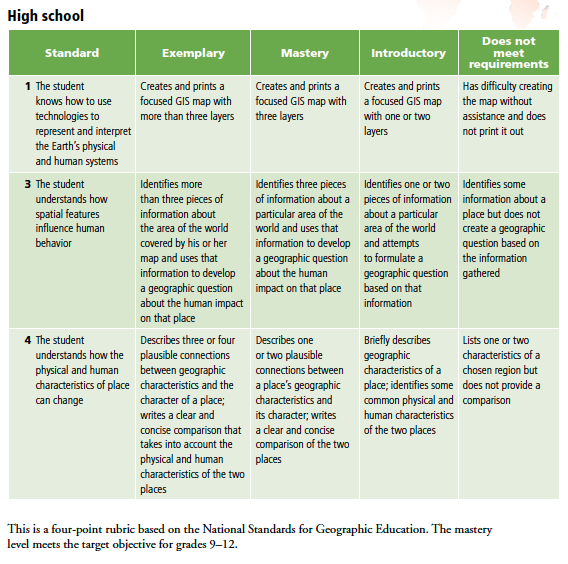 High school
Standard
Exemplary
Mastery
Introductory
Does not
meet
requirements
1 The student
knows how to use
technologies to
represent and interpret
the Earth's physical
and human systems
Creates and prints a
focused GIS map with
more than three layers
Creates and prints a
focused GIS map with
three layers
Creates and prints
a focused GIS map
with one or two
layers
Has difficulty creating
the map without
assistance and does
not print it out
3 The student
understands how
spatial features
influence human
behavior
Identifies more
than three pieces of
information about
the area of the world
covered by his or her
map and uses that
information to develop
a geographic question
about the human impact
on that place
Identifies three pieces
of information about a
particular area of the
world and uses that
information to develop
a geographic question
about the human
impact on that place
Identifies one or two
pieces of information
about a particular
area of the world
and attempts
to formulate a
geographic question
based on that
information
Identifies some
information about a
place but does not
create a geographic
question based on
the information
gathered
4 The student
understands how the
physical and human
characteristics of place
can change
Describes three or four
plausible connections
between geographic
characteristics and the
character of a place;
writes a clear and
concise comparison that
takes into account the
physical and human
characteristics of the two
places
Describes one
or two plausible
connections between
a place's geographic
characteristics and
its character; writes
a clear and concise
comparison of the two
places
Briefly describes
geographic
characteristics of a
place; identifies some
common physical and
human characteristics
of the two places
Lists one or two
characteristics of a
chosen region but
does not provide a
comparison
This is a four-point rubric based on the National Standards for Geographic Education. The mastery
level meets the target objective for grades 9–12.